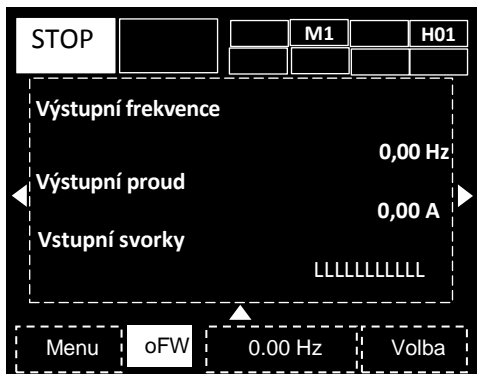 STOP M1 H01
Výstupní frekvence
0,00 Hz
Výstupní proud
0,00 A
Vstupní svorky
LLLLLLLLLLL
Menu oFW 0.00 Hz Volba